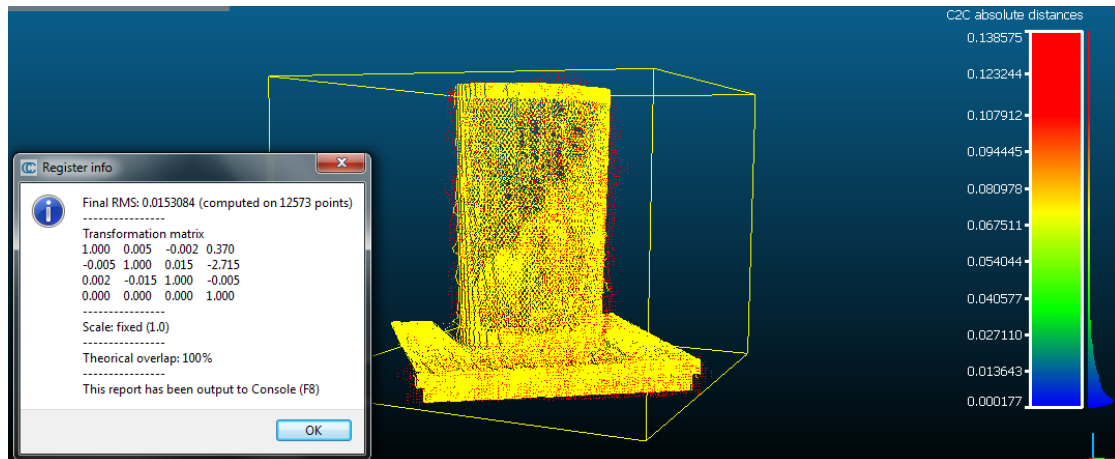 C2C absolute distances
0.138575
0.123244
0.107912
0.094445
0.080978
0.067511
0.054044
0.040577
0.027110
0.013643
0.000177
Register info
Final RMS: 0.0153084 (computed on 12573 points)
----------------
Transformation matrix
1.000 0.005 -0.002 0.370
-0.005 1.000 0.015 -2.715
0.002 -0.015 1.000 -0.005
0.000 0.000 0.000 1.000
----------------
Scale: fixed (1.0)
----------------
Theorical overlap: 100%
----------------
This report has been output to Console (F8)
OK